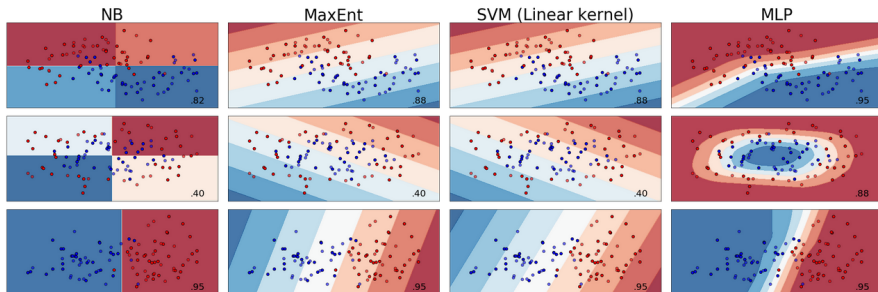 NB MaxEnt SVM (Linear kernel) MLP
.82 .88 .88 .95
.40 .40 .40 .88
.95 .95 .95 .95